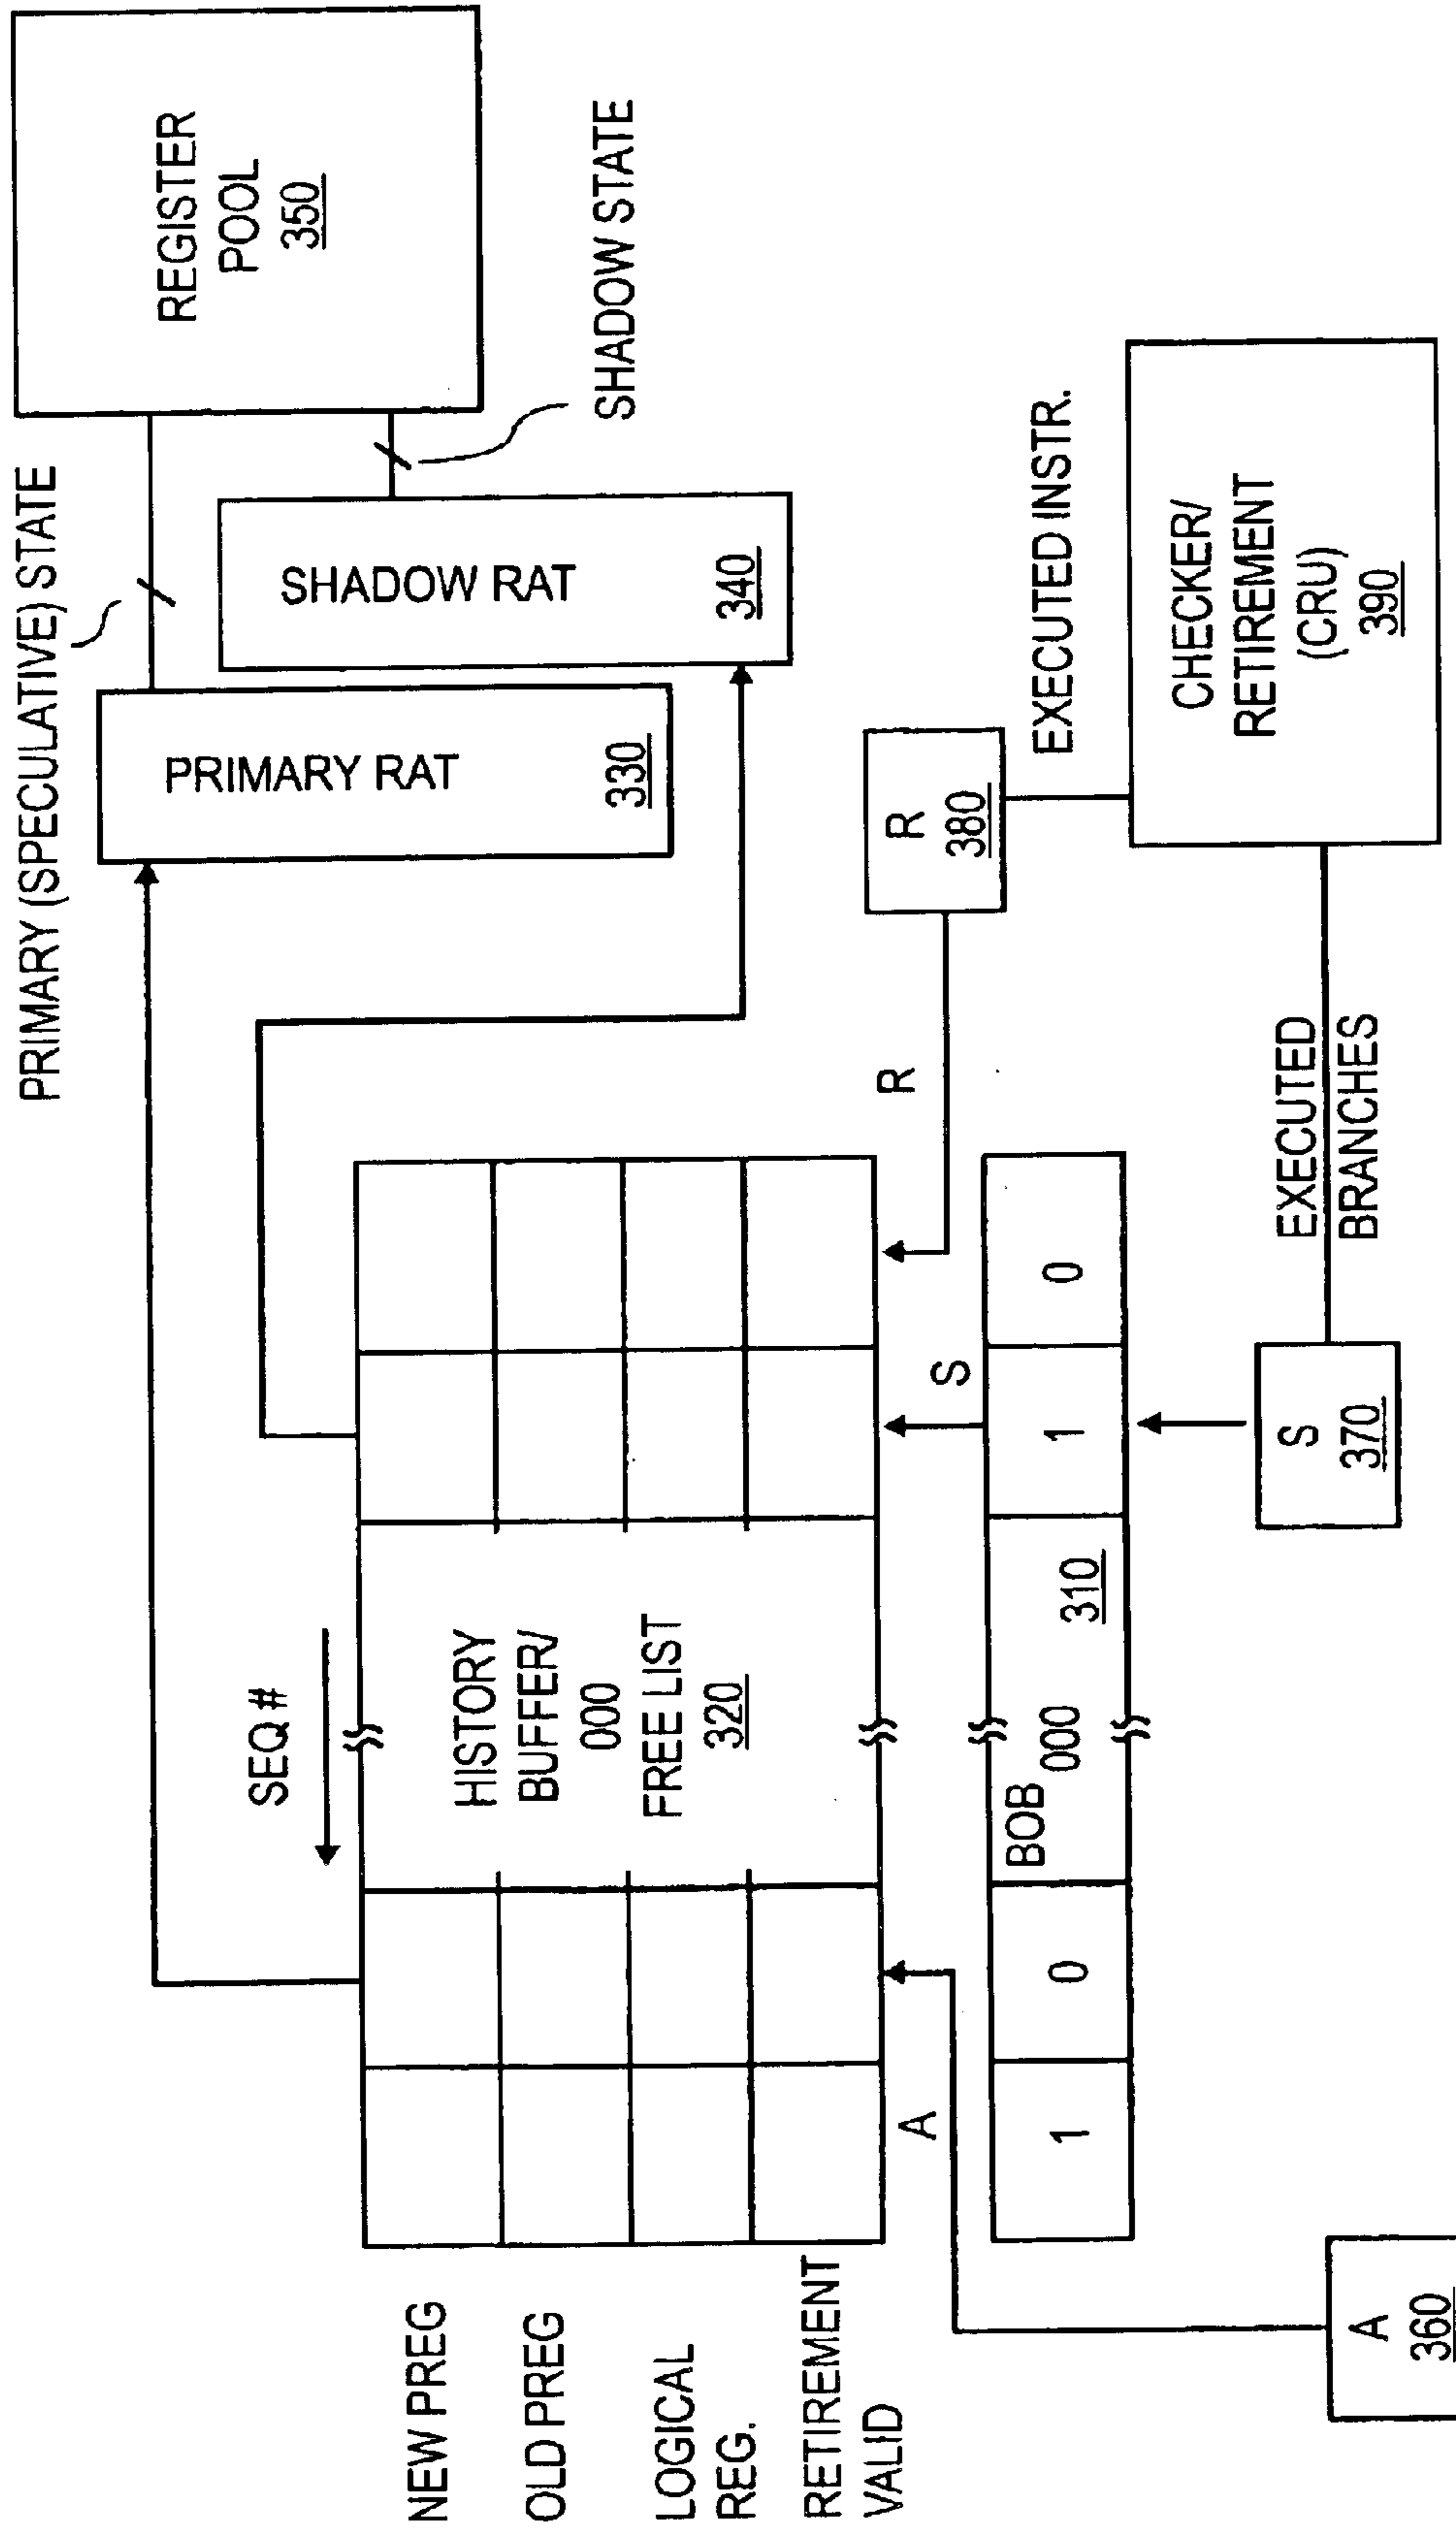 PRIMARY (SPECULATIVE) STATE
REGISTER
POOL
350
SHADOW STATE
SHADOW RAT
340
PRIMARY RAT
330
SEQ #
HISTORY
BUFFER/
000
FREE LIST
320
NEW PREG
OLD PREG
LOGICAL
REG.
RETIREMENT
VALID
A
S
R
R
380
EXECUTED INSTR.
CHECKER/
RETIREMENT
(CRU)
390
1
0
BOB
000
310
1
0
EXECUTED
BRANCHES
S
370
A
360